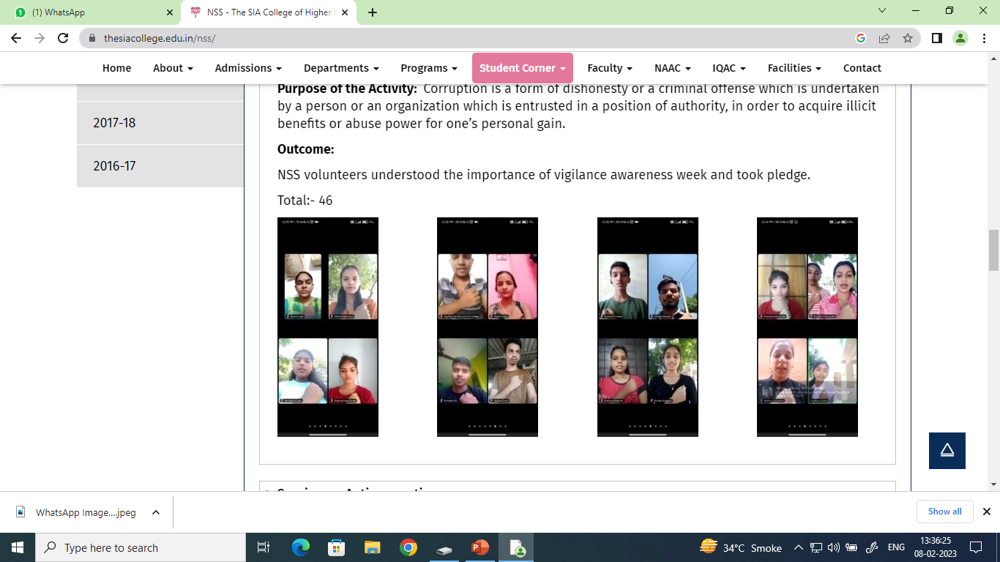 (1) WhatsApp
NSS - The SIA College of Higher
thesiacollege.edu.in/nss/
Home About Admissions Departments Programs Student Corner Faculty NAAC IQAC Facilities Contact
2017-18
2016-17
Purpose of the Activity: Corruption is a form of dishonesty or a criminal offense which is undertaken
by a person or an organization which is entrusted in a position of authority, in order to acquire illicit
benefits or abuse power for one’s personal gain.
Outcome:
NSS volunteers understood the importance of vigilance awareness week and took pledge.
Total:- 46
WhatsApp Image....jpeg
Show all
Type here to search
34°C Smoke
ENG
13:36:25
08-02-2023